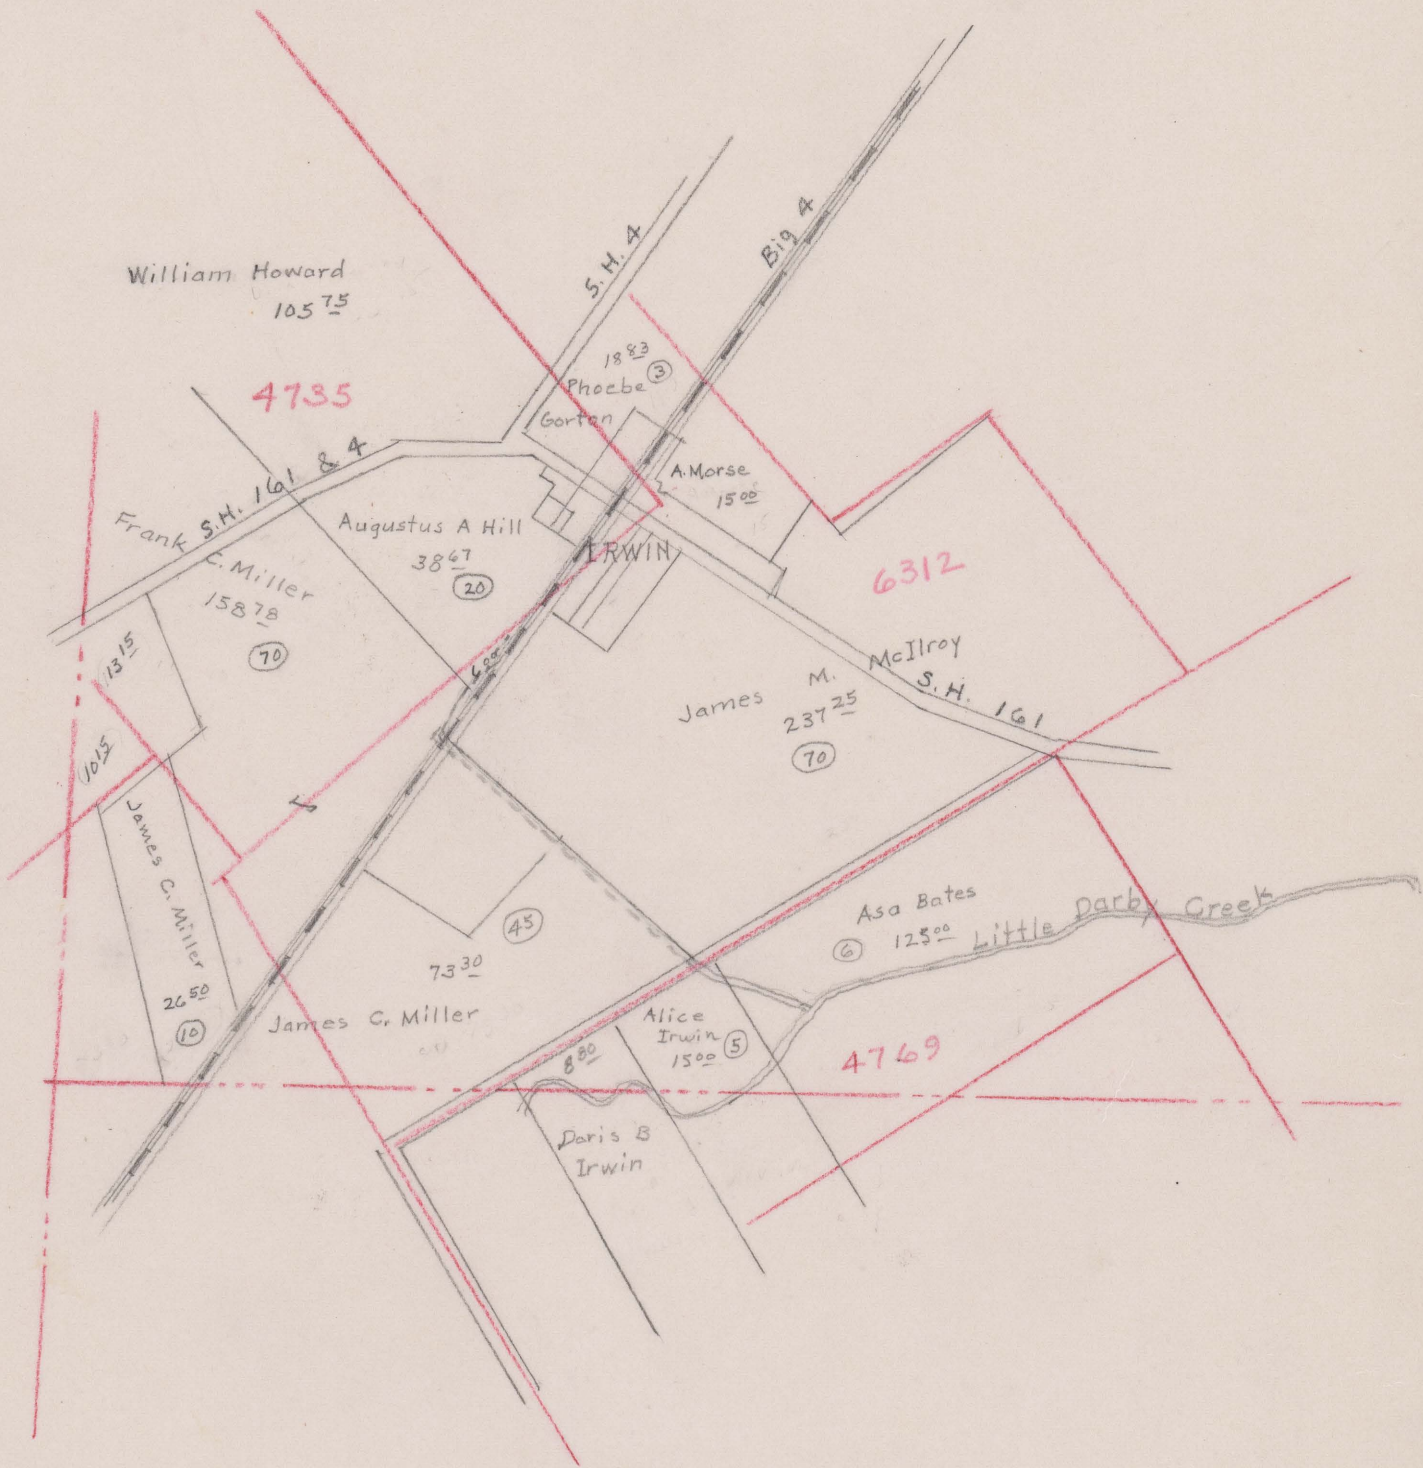 William Howard
105 75
4735
S.H. 4
Big 4
18 83
3
Phoebe
Gorton
A. Morse
15 00
S.H. 161 & 4
Frank
C. Miller
158 78
70
Augustus A Hill
38 67
20
IRWIN
6312
13 15
10 15
James M. McIlroy
237 25
70
S. H. 161
James C. Miller
26 50
10
45
73 30
James C. Miller
Asa Bates
6
125 00
Little Darby Creek
Alice
Irwin
15 00
5
8 80
4769
Doris B
Irwin